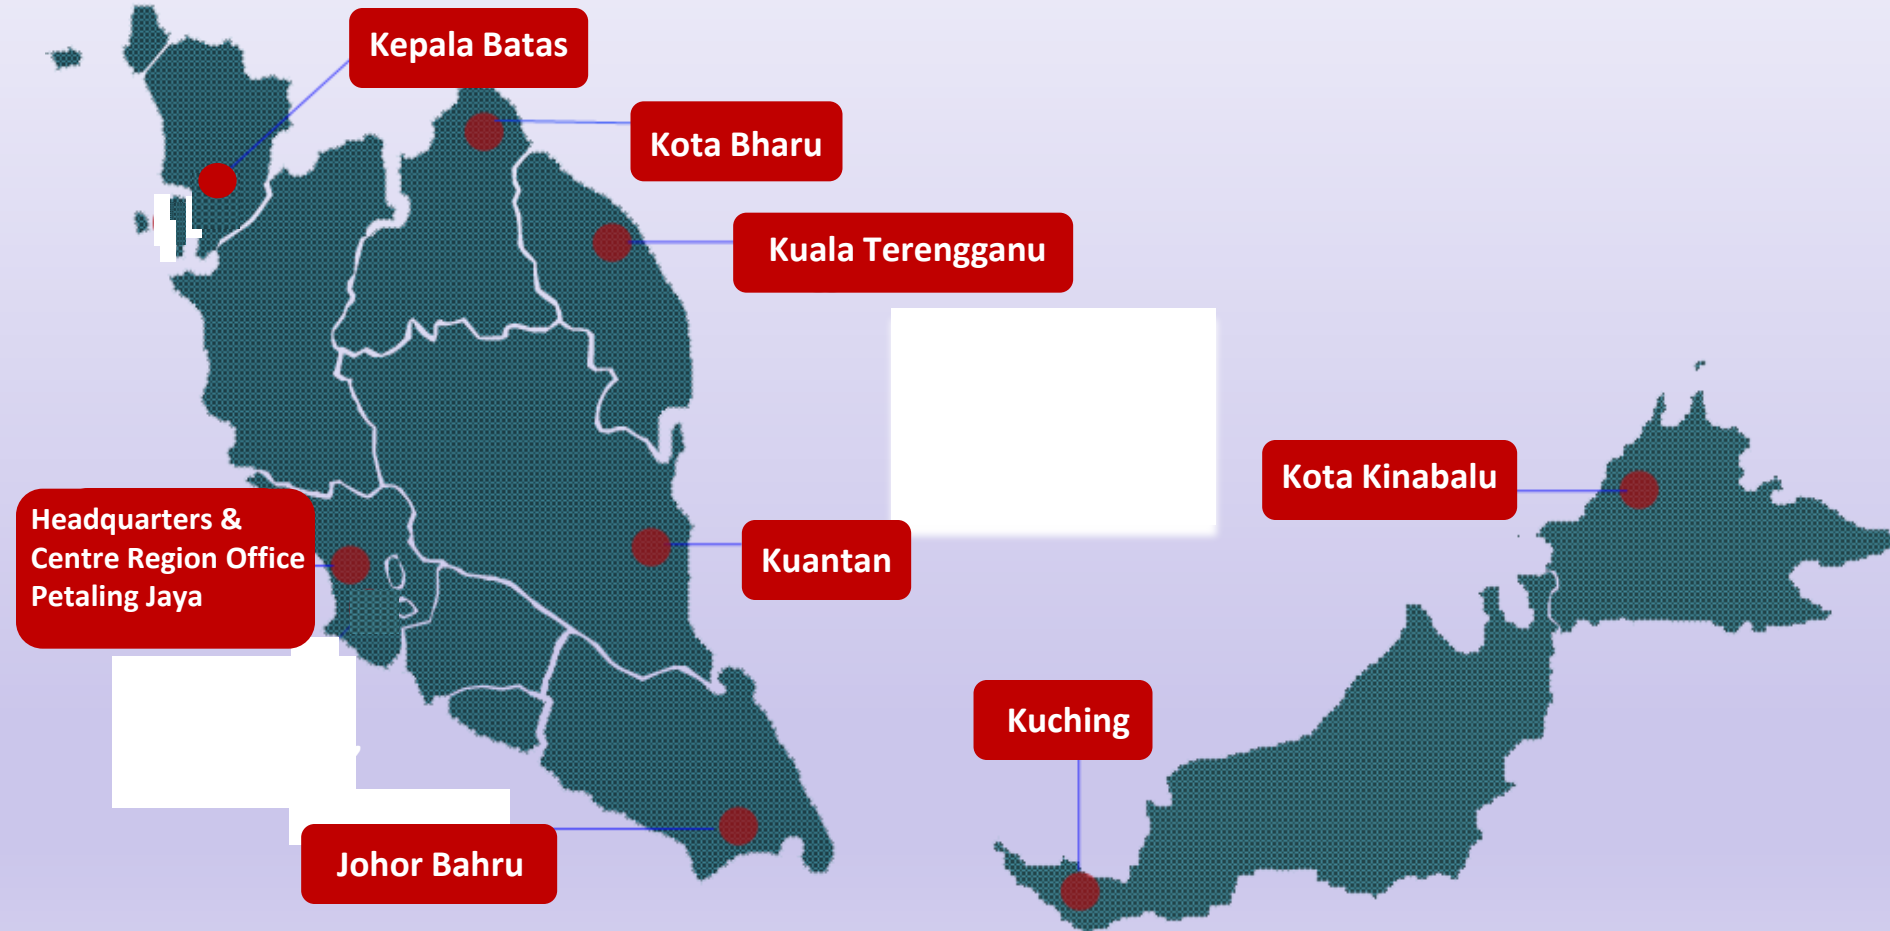 Kepala Batas
Kota Bharu
Kuala Terengganu
Kota Kinabalu
Headquarters &
Centre Region Office
Petaling Jaya
Kuantan
Kuching
Johor Bahru